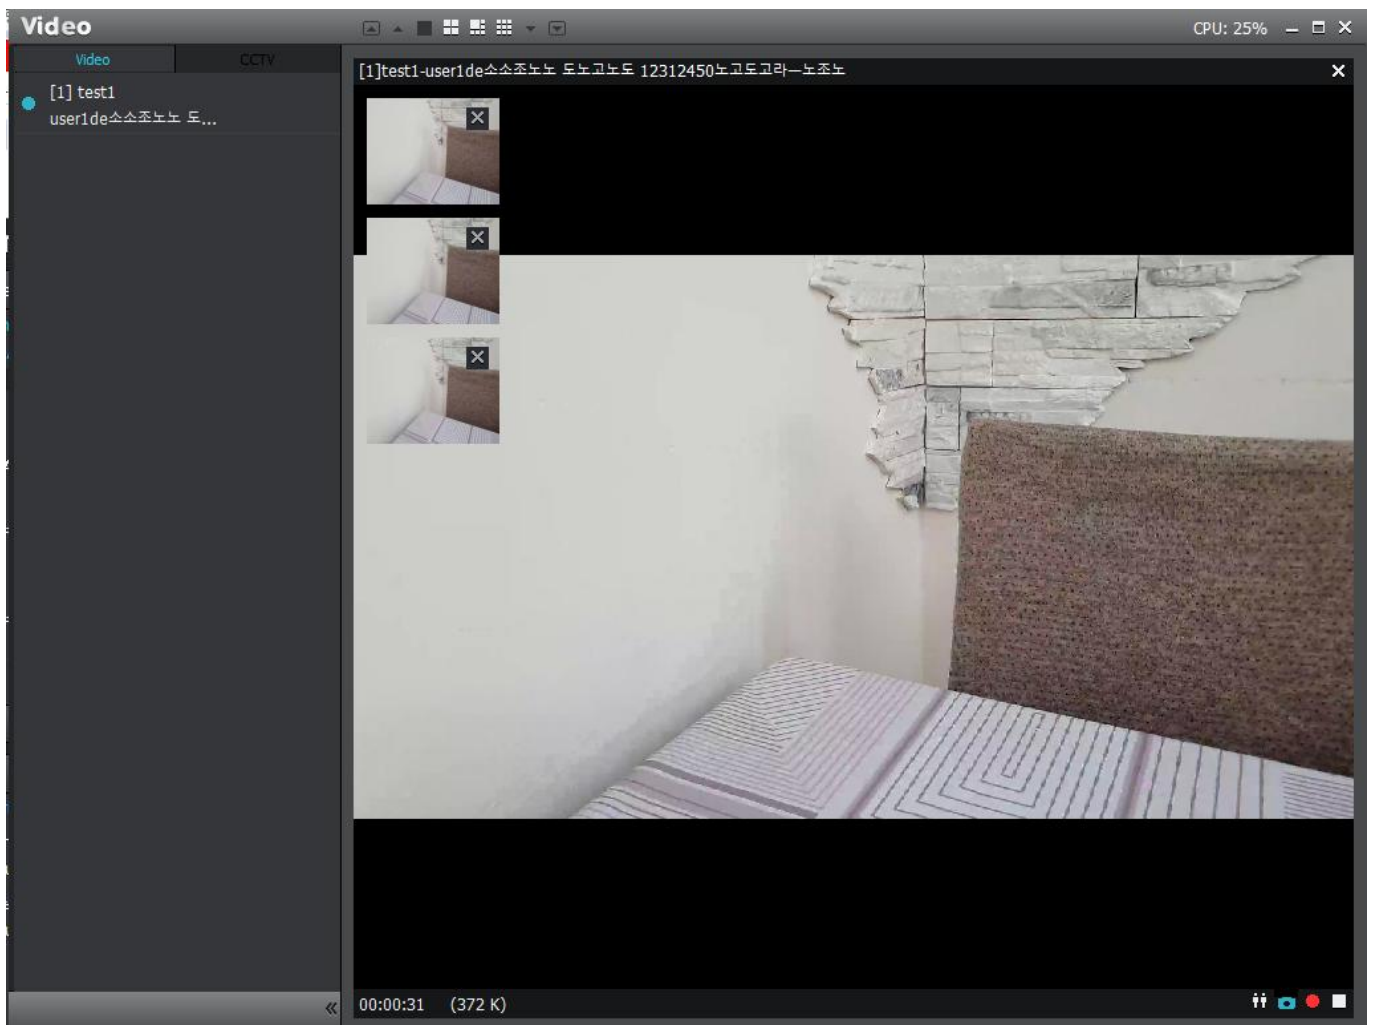 Video
CPU: 25%
Video
CCTV
[1] test1
user1de소소조노노 도...
[1]test1-user1de소소조노노 도노고노도 12312450노고도고라ㅡ노조노
00:00:31 (372 K)